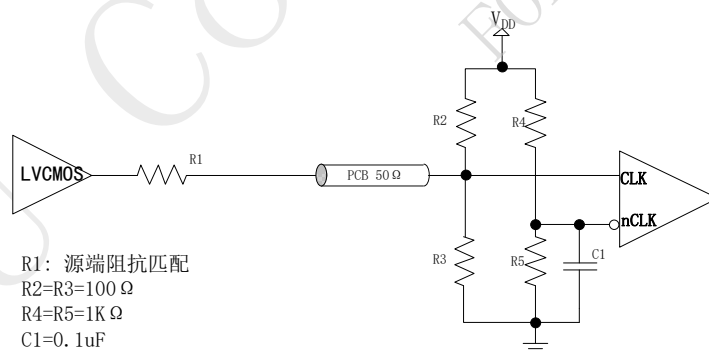 V_DD
R2
R4
R1
LVCMOS
PCB 50Ω
CLK
nCLK
R3
R5
C1
R1: 源端阻抗匹配
R2=R3=100Ω
R4=R5=1KΩ
C1=0.1uF